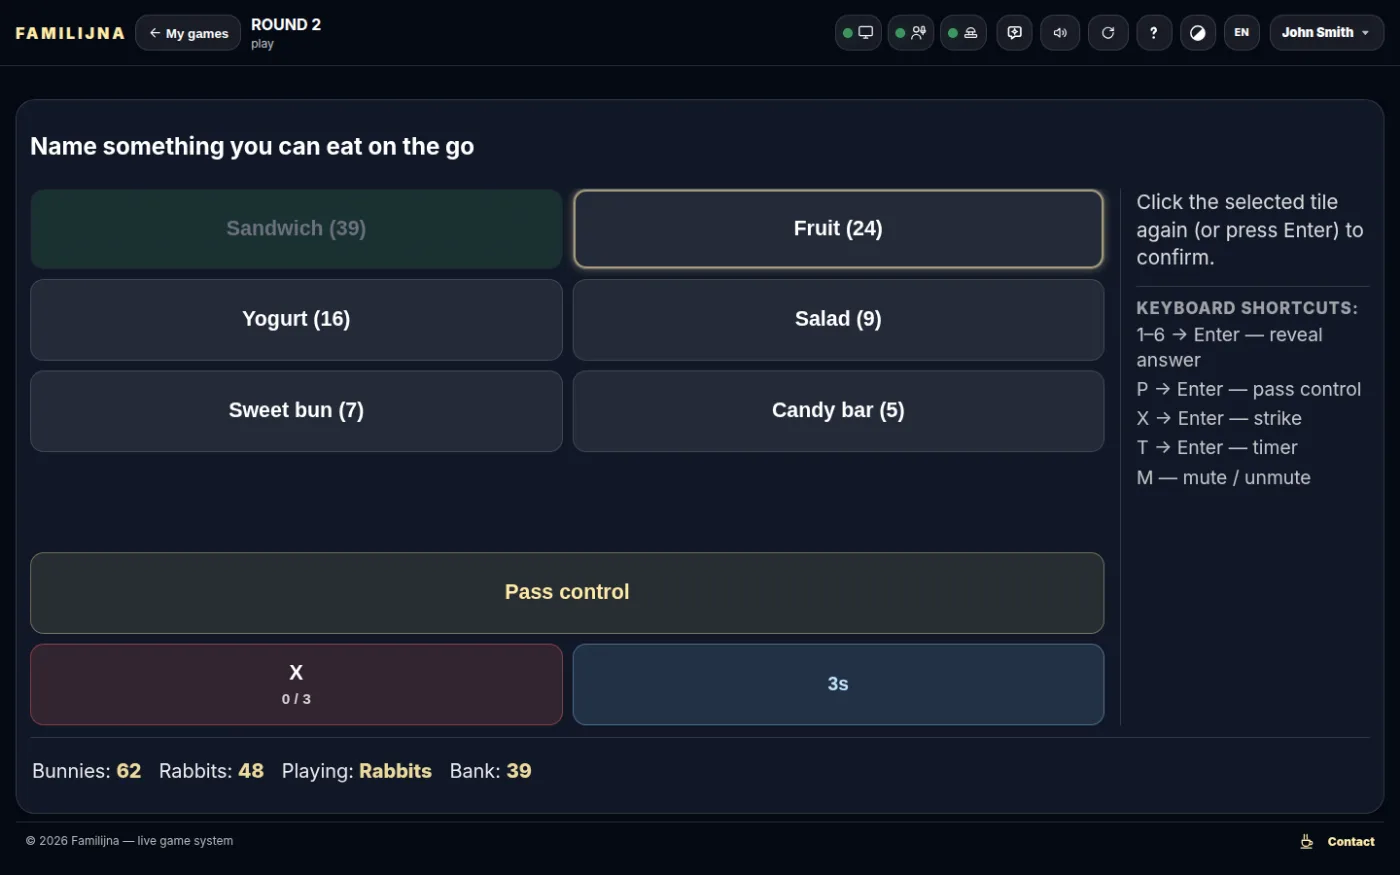 FAMILIJNA
← My games
ROUND 2
play
?
EN
John Smith
Name something you can eat on the go
Sandwich (39)
Fruit (24)
Yogurt (16)
Salad (9)
Sweet bun (7)
Candy bar (5)
Pass control
X
0 / 3
3s
Click the selected tile
again (or press Enter) to
confirm.
KEYBOARD SHORTCUTS:
1–6 → Enter — reveal
answer
P → Enter — pass control
X → Enter — strike
T → Enter — timer
M — mute / unmute
Bunnies: 62 Rabbits: 48 Playing: Rabbits Bank: 39
© 2026 Familijna — live game system
Contact